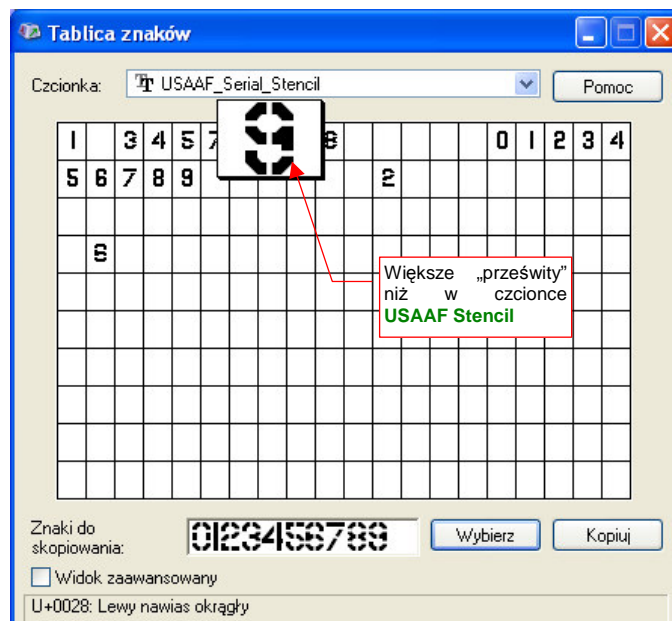 Tablica znaków
Czcionka:
USAAF_Serial_Stencil
Pomoc
1 3 4 5 7 9 8 0 1 2 3 4
5 6 7 8 9 2
6
Większe „prześwity”
niż w czcionce
USAAF Stencil
Znaki do
skopiowania:
0123456789
Wybierz
Kopiuj
Widok zaawansowany
U+0028: Lewy nawias okrągły